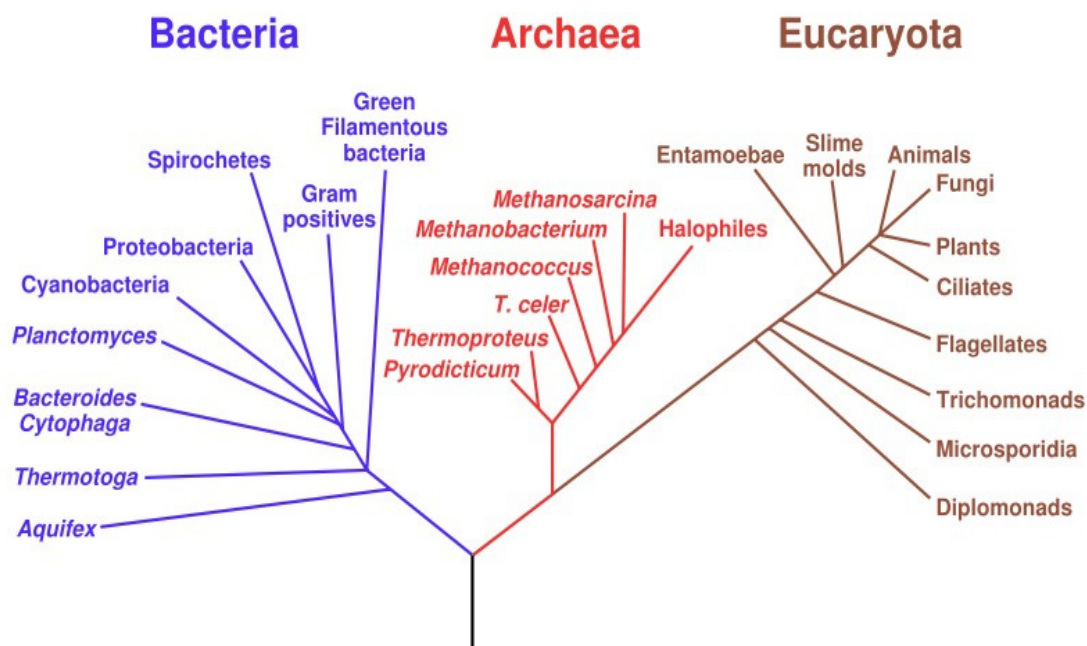 Bacteria
Archaea
Eucaryota
Green
Filamentous
bacteria
Spirochetes
Gram
positives
Proteobacteria
Cyanobacteria
Planctomyces
Bacteroides
Cytophaga
Thermotoga
Aquifex
Methanosarcina
Methanobacterium
Halophiles
Methanococcus
T. celer
Thermoproteus
Pyrodicticum
Entamoebae
Slime
molds
Animals
Fungi
Plants
Ciliates
Flagellates
Trichomonads
Microsporidia
Diplomonads